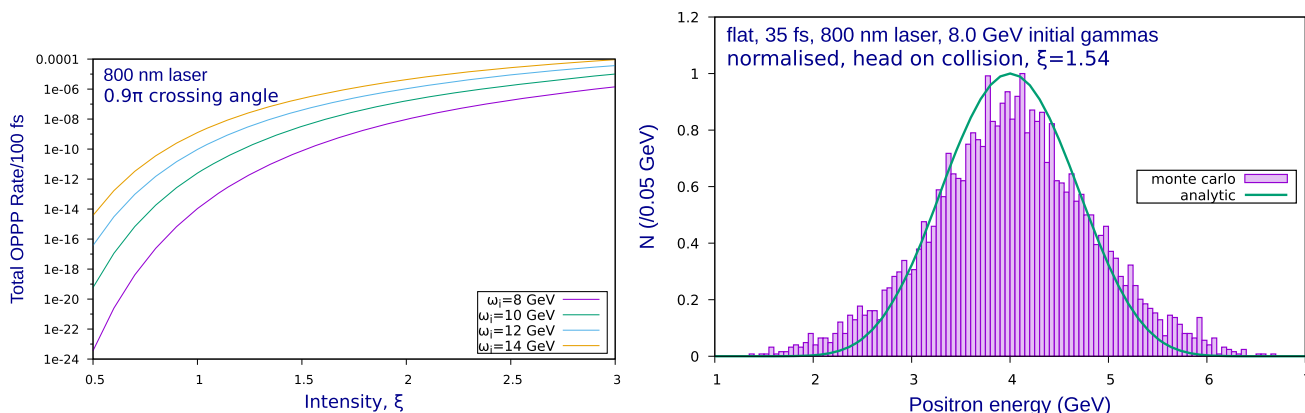 800 nm laser
0.9π crossing angle
Total OPPP Rate/100 fs
0.0001
1e-06
1e-08
1e-10
1e-12
1e-14
1e-16
1e-18
1e-20
1e-22
1e-24
ωi=8 GeV
ωi=10 GeV
ωi=12 GeV
ωi=14 GeV
0.5 1 1.5 2 2.5 3
Intensity, ξ
flat, 35 fs, 800 nm laser, 8.0 GeV initial gammas
normalised, head on collision, ξ=1.54
N (/0.05 GeV)
1.2
1
0.8
0.6
0.4
0.2
0
monte carlo
analytic
1 2 3 4 5 6
Positron energy (GeV)